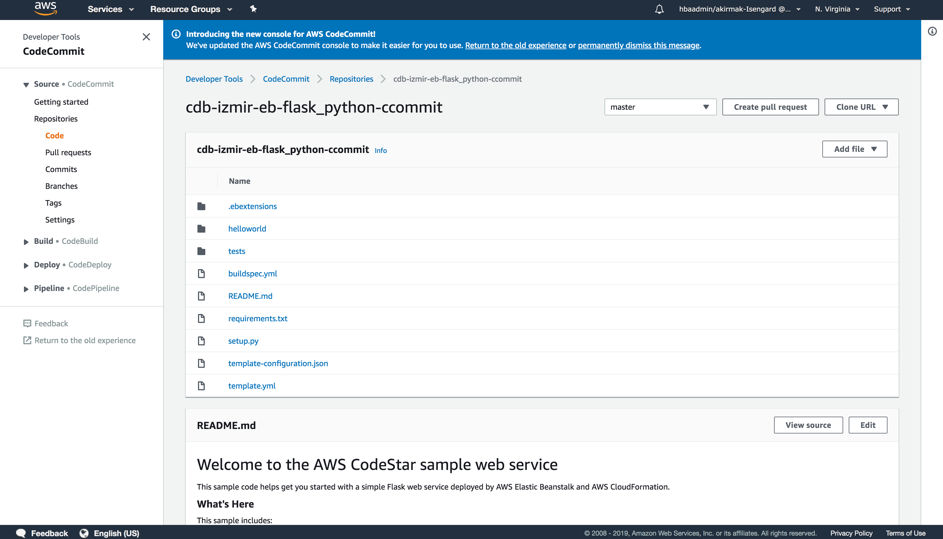 aws Services Resource Groups hbaadmin/akirmak-Isengard @... N. Virginia Support
Developer Tools
CodeCommit
Source • CodeCommit
Getting started
Repositories
Code
Pull requests
Commits
Branches
Tags
Settings
Build • CodeBuild
Deploy • CodeDeploy
Pipeline • CodePipeline
Feedback
Return to the old experience
Introducing the new console for AWS CodeCommit!
We've updated the AWS CodeCommit console to make it easier for you to use. Return to the old experience or permanently dismiss this message.
Developer Tools CodeCommit Repositories cdb-izmir-eb-flask_python-ccommit
cdb-izmir-eb-flask_python-ccommit
master Create pull request Clone URL
cdb-izmir-eb-flask_python-ccommit Info
Add file
Name
.ebextensions
helloworld
tests
buildspec.yml
README.md
requirements.txt
setup.py
template-configuration.json
template.yml
README.md
View source Edit
Welcome to the AWS CodeStar sample web service
This sample code helps get you started with a simple Flask web service deployed by AWS Elastic Beanstalk and AWS CloudFormation.
What's Here
This sample includes:
Feedback English (US) © 2008 - 2019, Amazon Web Services, Inc. or its affiliates. All rights reserved. Privacy Policy Terms of Use